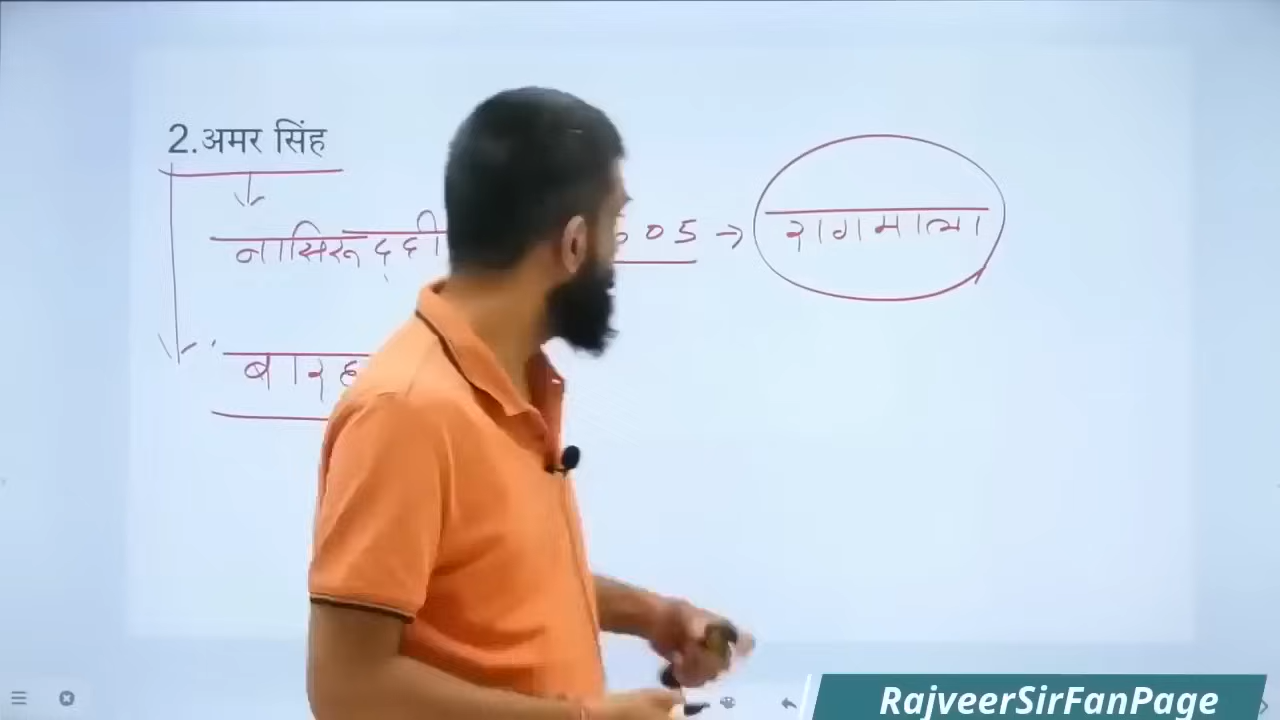 2.अमर सिंह
नासिरूद्दी 05 → रागमाला
बारह
RajveerSirFanPage